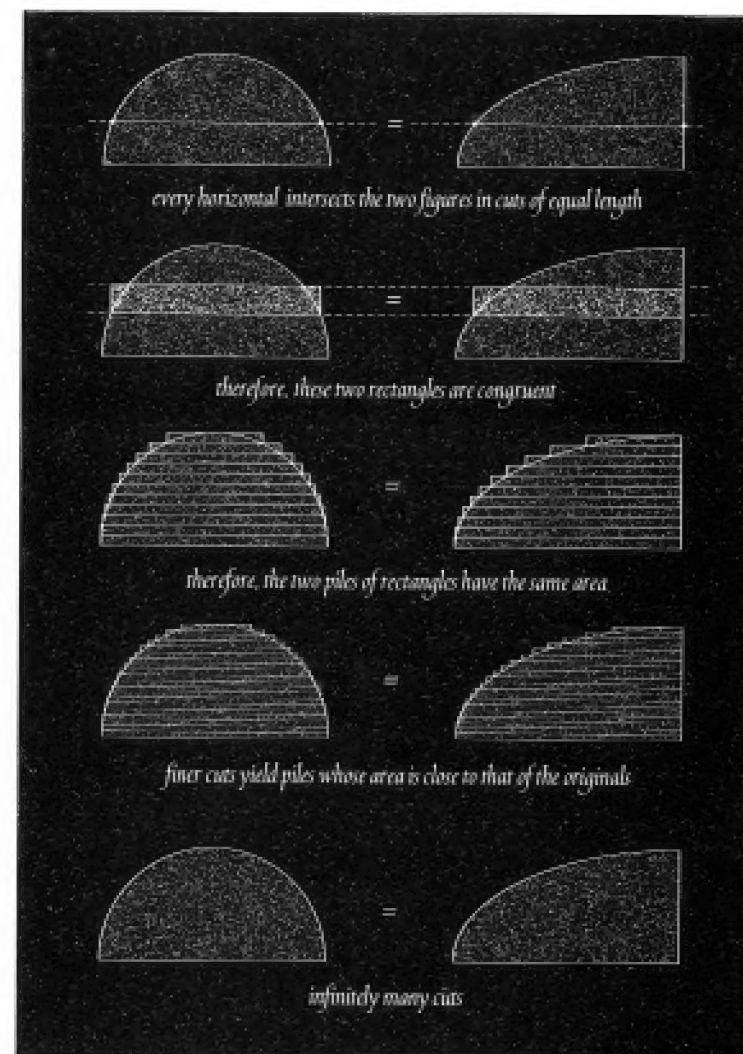 =
every horizontal intersects the two figures in cuts of equal length
=
therefore, these two rectangles are congruent
=
therefore, the two piles of rectangles have the same area
=
finer cuts yield piles whose area is close to that of the originals
=
infinitely many cuts